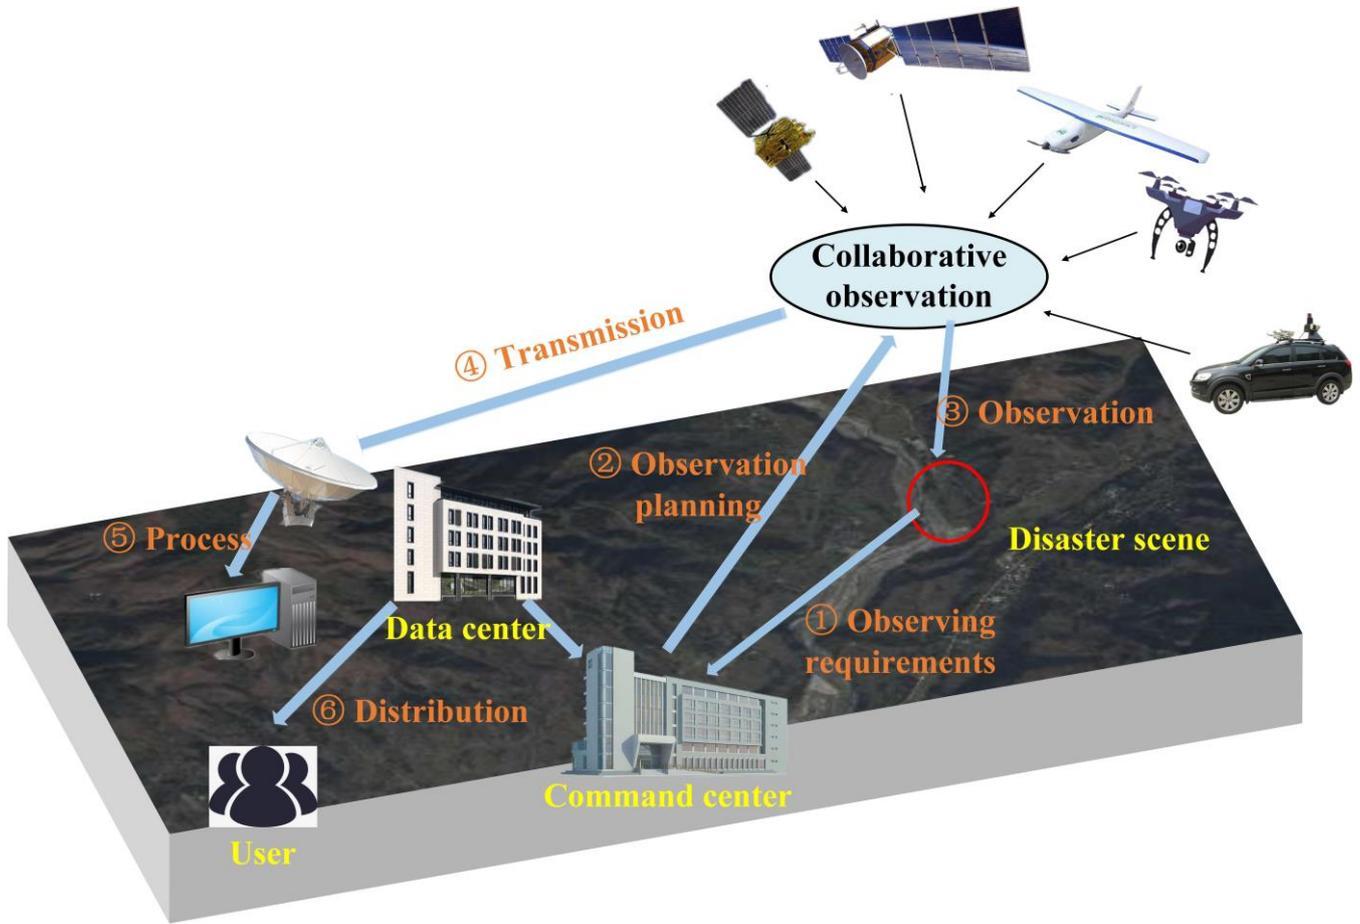 Collaborative
observation
④ Transmission
③ Observation
② Observation
planning
⑤ Process
Disaster scene
① Observing
requirements
Data center
⑥ Distribution
Command center
User